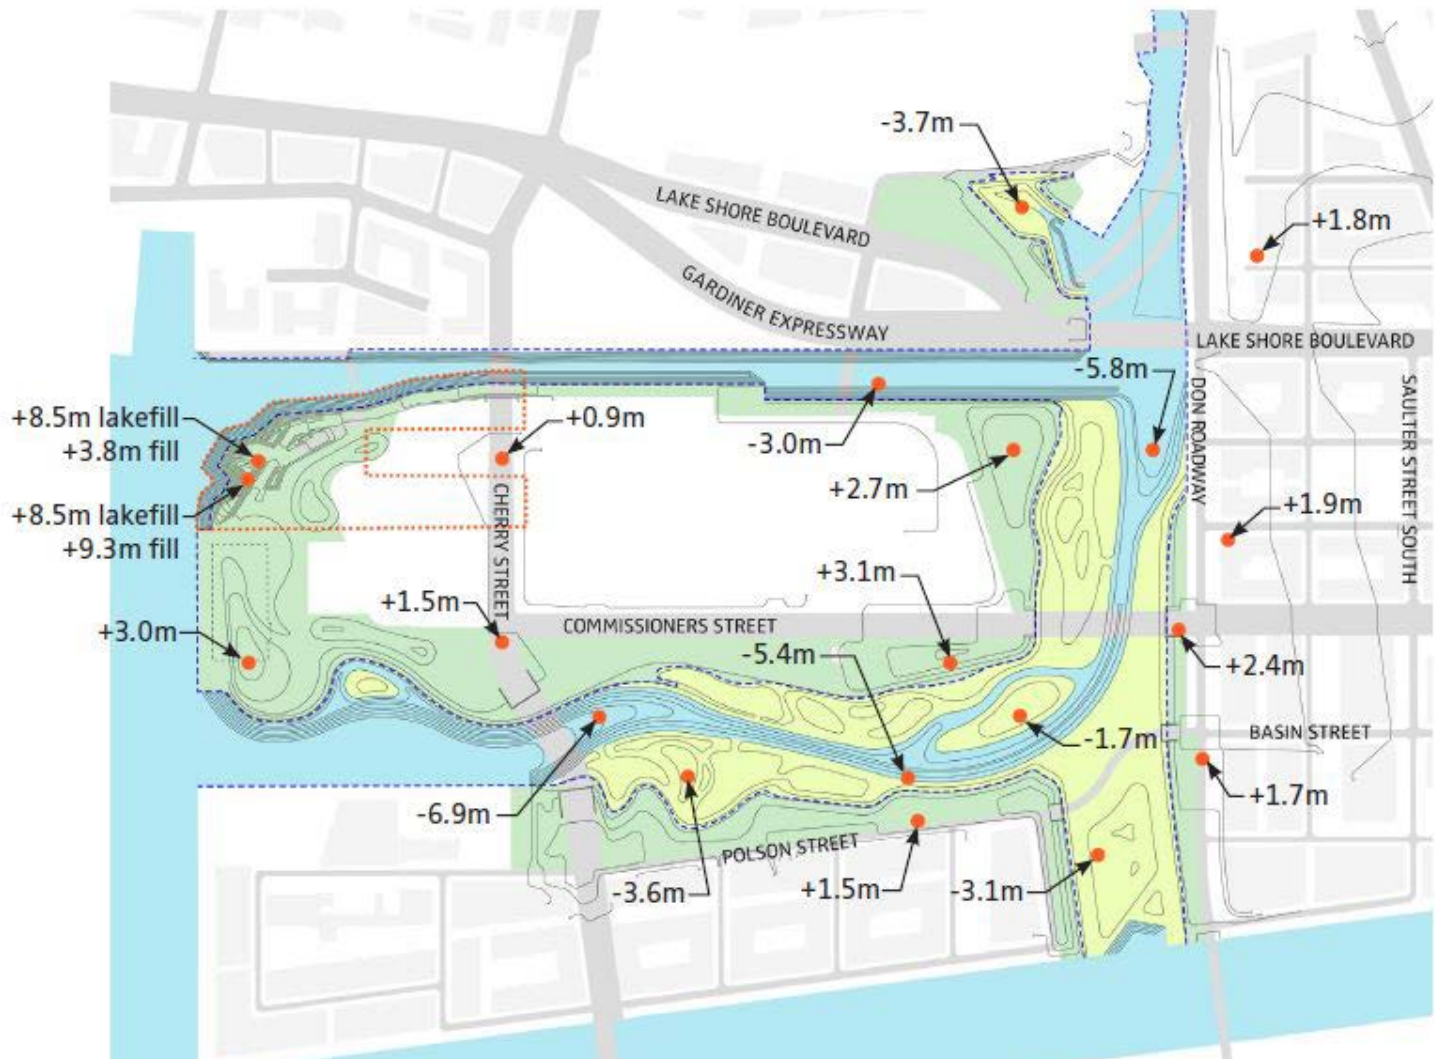 -3.7m
LAKE SHORE BOULEVARD
+1.8m
GARDINER EXPRESSWAY
LAKE SHORE BOULEVARD
-5.8m
DON ROADWAY
SAULTER STREET SOUTH
+8.5m lakefill
+3.8m fill
+0.9m
-3.0m
+2.7m
+8.5m lakefill
+9.3m fill
CHERRY STREET
+1.9m
+3.1m
+1.5m
COMMISSIONERS STREET
+3.0m
-5.4m
+2.4m
BASIN STREET
-1.7m
-6.9m
+1.7m
POLSON STREET
-3.6m
+1.5m
-3.1m